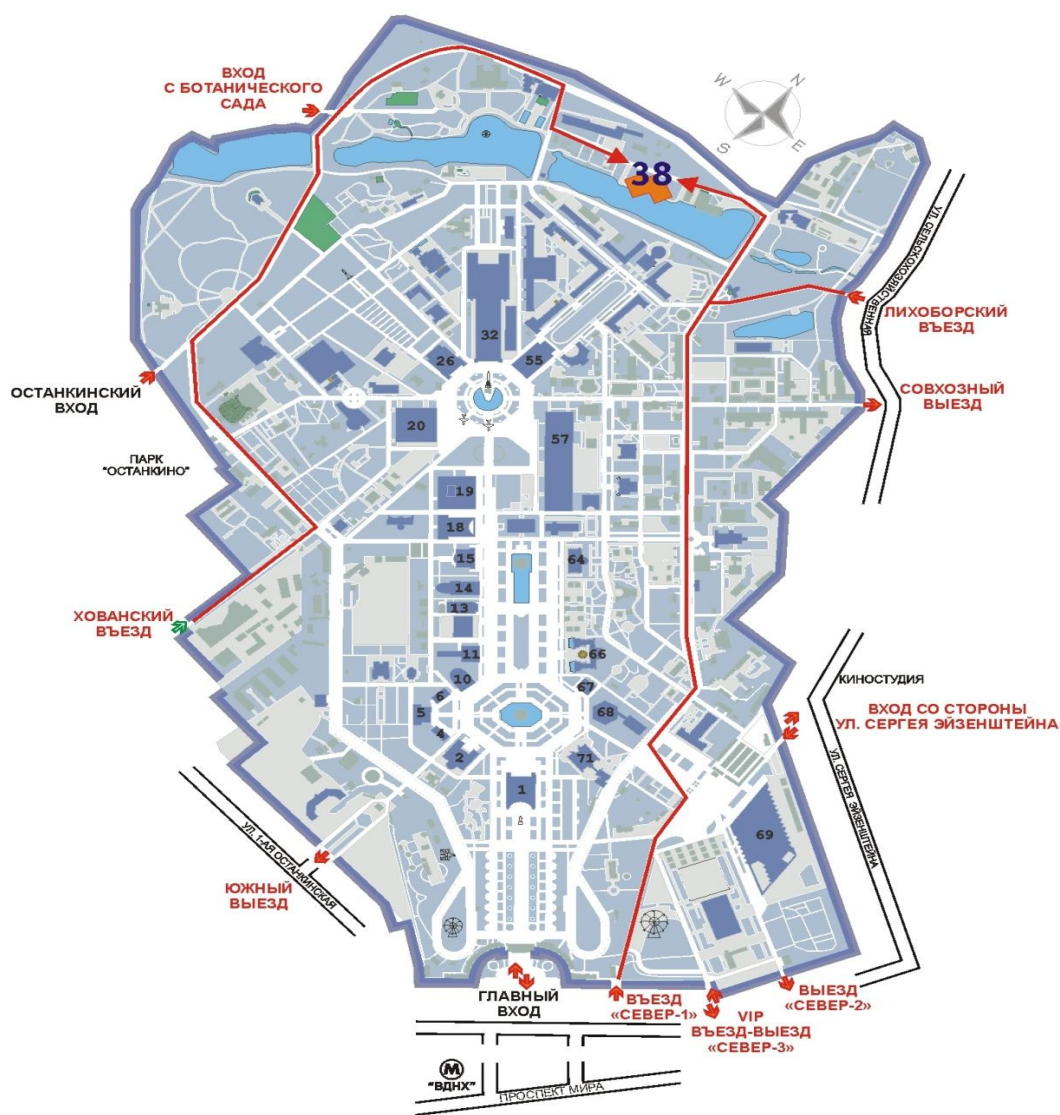 ВХОД
С БОТАНИЧЕСКОГО
САДА
W
N
S
E
38
УЛ. СЕЛЬСКОХОЗЯЙСТВЕННАЯ
ЛИХОБОРСКИЙ
ВЪЕЗД
32
26
55
ОСТАНКИНСКИЙ
ВХОД
СОВХОЗНЫЙ
ВЫЕЗД
20
57
ПАРК
"ОСТАНКИНО"
19
18
15
64
14
13
ХОВАНСКИЙ
ВЪЕЗД
11
66
10
67
6
5
68
4
2
71
1
КИНОСТУДИЯ
ВХОД СО СТОРОНЫ
УЛ. СЕРГЕЯ ЭЙЗЕНШТЕЙНА
УЛ. СЕРГЕЯ ЭЙЗЕНШТЕЙНА
69
УЛ. 1-АЯ ОСТАНКИНСКАЯ
ЮЖНЫЙ
ВЫЕЗД
ГЛАВНЫЙ
ВХОД
ВЪЕЗД
«СЕВЕР-1»
VIP
ВЪЕЗД-ВЫЕЗД
«СЕВЕР-3»
ВЫЕЗД
«СЕВЕР-2»
М
"ВДНХ"
ПРОСПЕКТ МИРА